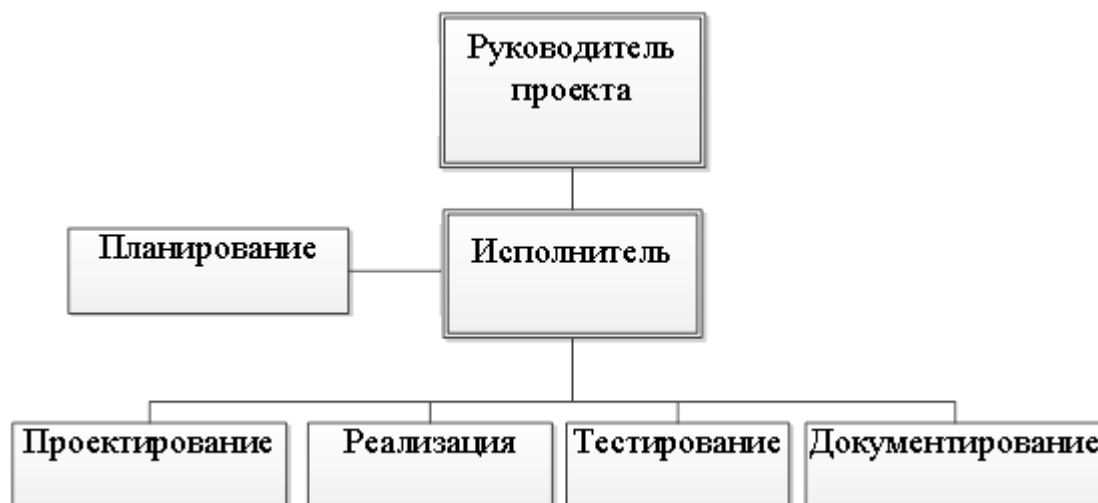 Руководитель
проекта
Планирование
Исполнитель
Проектирование
Реализация
Тестирование
Документирование